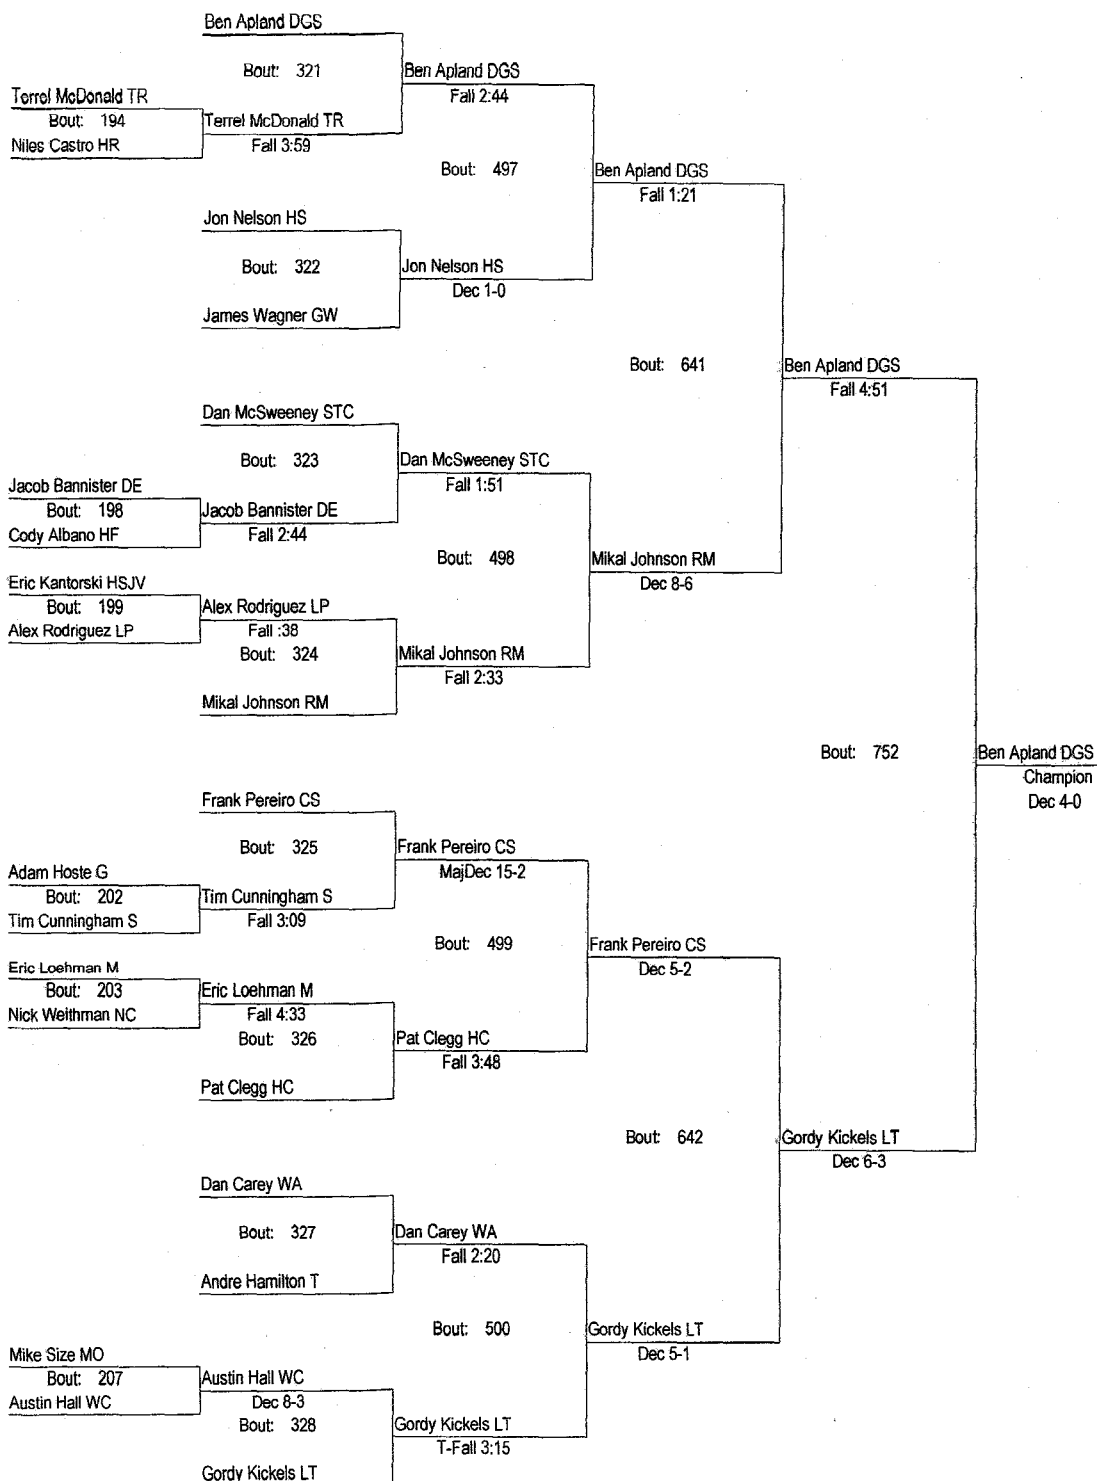 Ben Apland DGS
Bout: 321
Ben Apland DGS
Fall 2:44
Terrel McDonald TR
Bout: 194
Niles Castro HR
Terrel McDonald TR
Fall 3:59
Bout: 497
Ben Apland DGS
Fall 1:21
Jon Nelson HS
Bout: 322
Jon Nelson HS
Dec 1-0
James Wagner GW
Bout: 641
Ben Apland DGS
Fall 4:51
Dan McSweeney STC
Bout: 323
Dan McSweeney STC
Fall 1:51
Jacob Bannister DE
Bout: 198
Cody Albano HF
Jacob Bannister DE
Fall 2:44
Bout: 498
Mikal Johnson RM
Dec 8-6
Eric Kantorski HSJV
Bout: 199
Alex Rodriguez LP
Alex Rodriguez LP
Fall :38
Bout: 324
Mikal Johnson RM
Fall 2:33
Mikal Johnson RM
Bout: 752
Ben Apland DGS
Champion
Dec 4-0
Frank Pereiro CS
Bout: 325
Frank Pereiro CS
MajDec 15-2
Adam Hoste G
Bout: 202
Tim Cunningham S
Tim Cunningham S
Fall 3:09
Bout: 499
Frank Pereiro CS
Dec 5-2
Eric Loehman M
Bout: 203
Nick Weithman NC
Eric Loehman M
Fall 4:33
Bout: 326
Pat Clegg HC
Fall 3:48
Pat Clegg HC
Bout: 642
Gordy Kickels LT
Dec 6-3
Dan Carey WA
Bout: 327
Dan Carey WA
Fall 2:20
Andre Hamilton T
Bout: 500
Gordy Kickels LT
Dec 5-1
Mike Size MO
Bout: 207
Austin Hall WC
Austin Hall WC
Dec 8-3
Bout: 328
Gordy Kickels LT
T-Fall 3:15
Gordy Kickels LT